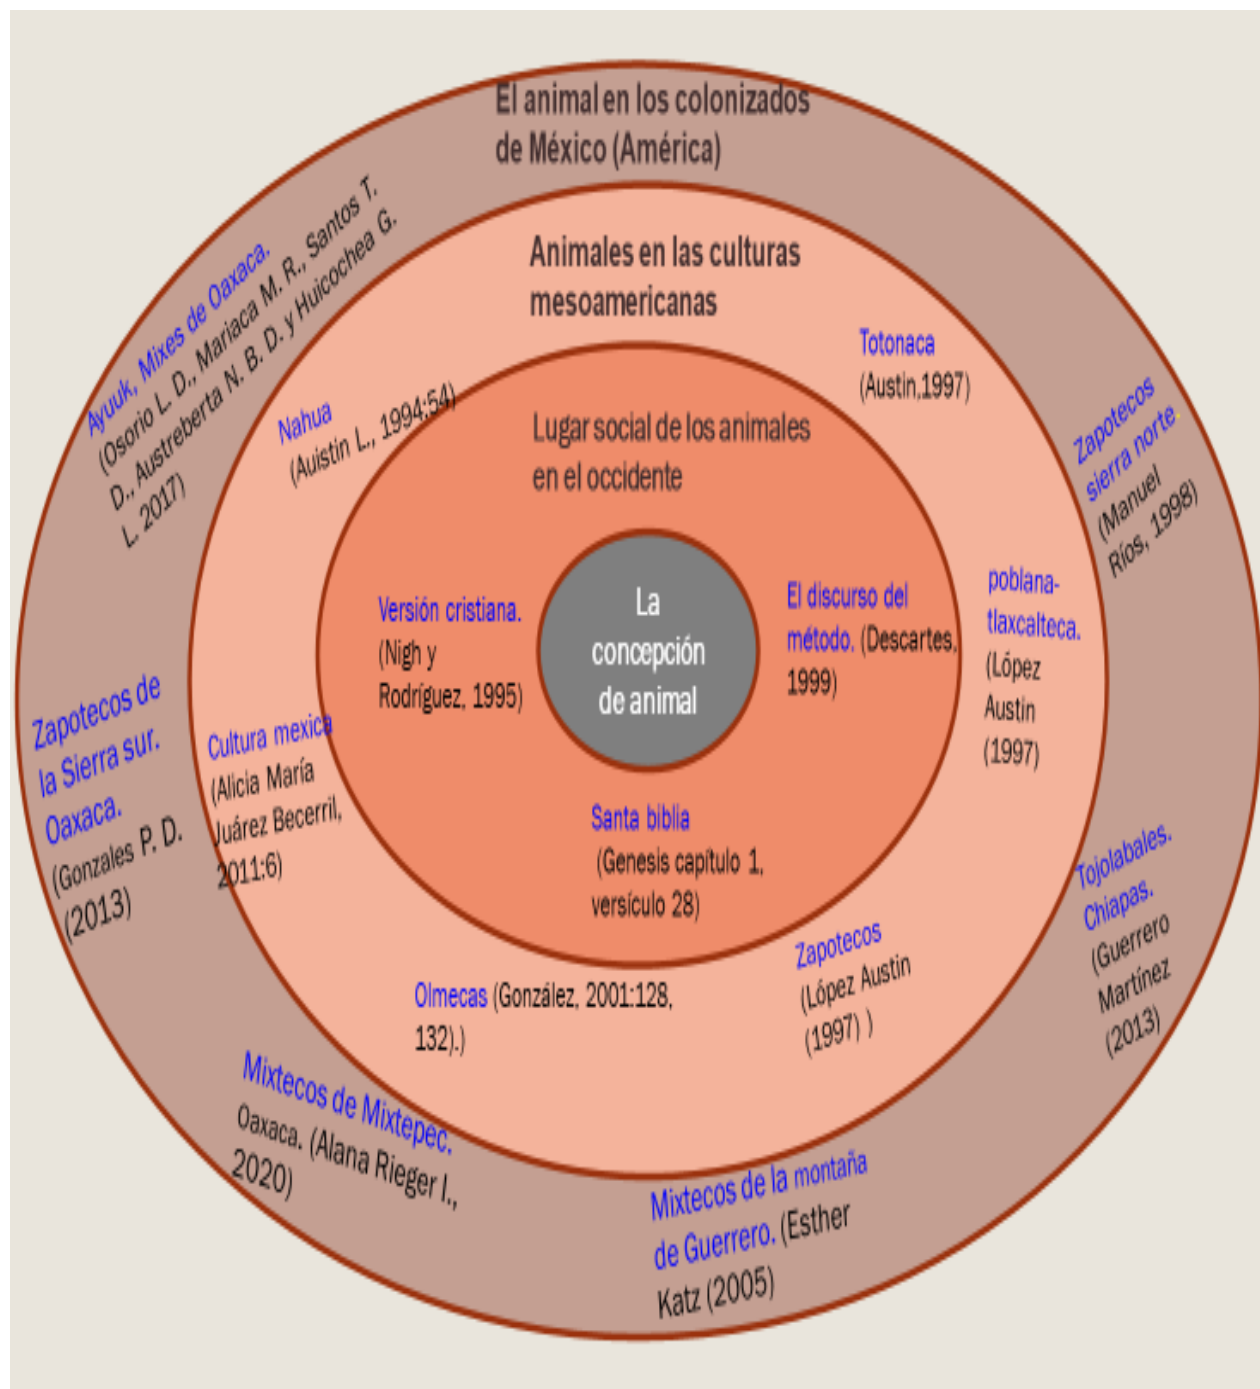 El animal en los colonizados
de México (América)
Ayuuk, Mixes de Oaxaca.
(Osorio L. D., Mariaca M. R., Santos T.
D., Austreberta N. B. D. y Huicochea G.
L. 2017)
Animales en las culturas
mesoamericanas
Totonaca
(Austin,1997)
Nahua
(Auistin L., 1994:54)
Zapotecos
sierra norte.
(Manuel
Ríos, 1998)
Lugar social de los animales
en el occidente
poblana-
tlaxcalteca.
(López
Austin
(1997)
Versión cristiana.
(Nigh y
Rodríguez, 1995)
La
concepción
de animal
El discurso del
método. (Descartes,
1999)
Zapotecos de
la Sierra sur.
Oaxaca.
(Gonzales P. D.
(2013)
Cultura mexica
(Alicia María
Juárez Becerril,
2011:6)
Santa biblia
(Genesis capítulo 1,
versículo 28)
Tojolabales.
Chiapas.
(Guerrero
Martínez
(2013)
Olmecas (González, 2001:128,
132).)
Zapotecos
(López Austin
(1997) )
Mixtecos de Mixtepec.
Oaxaca. (Alana Rieger I.,
2020)
Mixtecos de la montaña
de Guerrero. (Esther
Katz (2005)